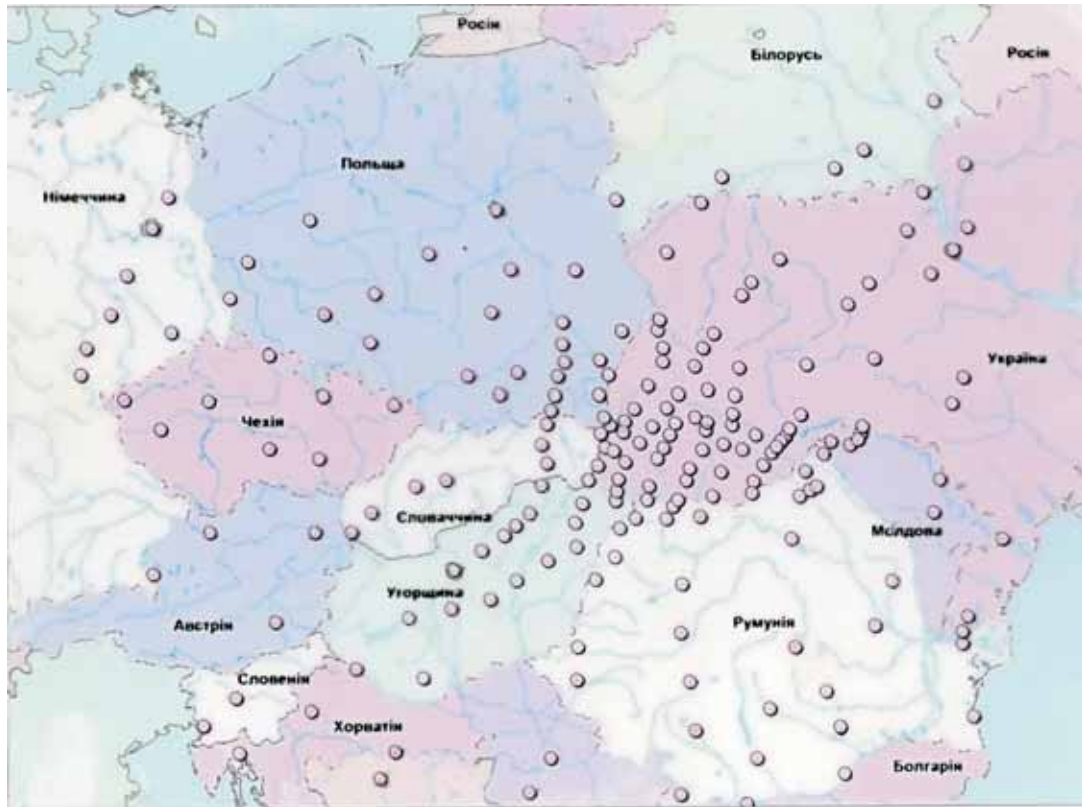 Росія
Білорусь
Росія
Польща
Німеччина
Україна
Чехія
Словаччина
Молдова
Угорщина
Австрія
Румунія
Словенія
Хорватія
Болгарія